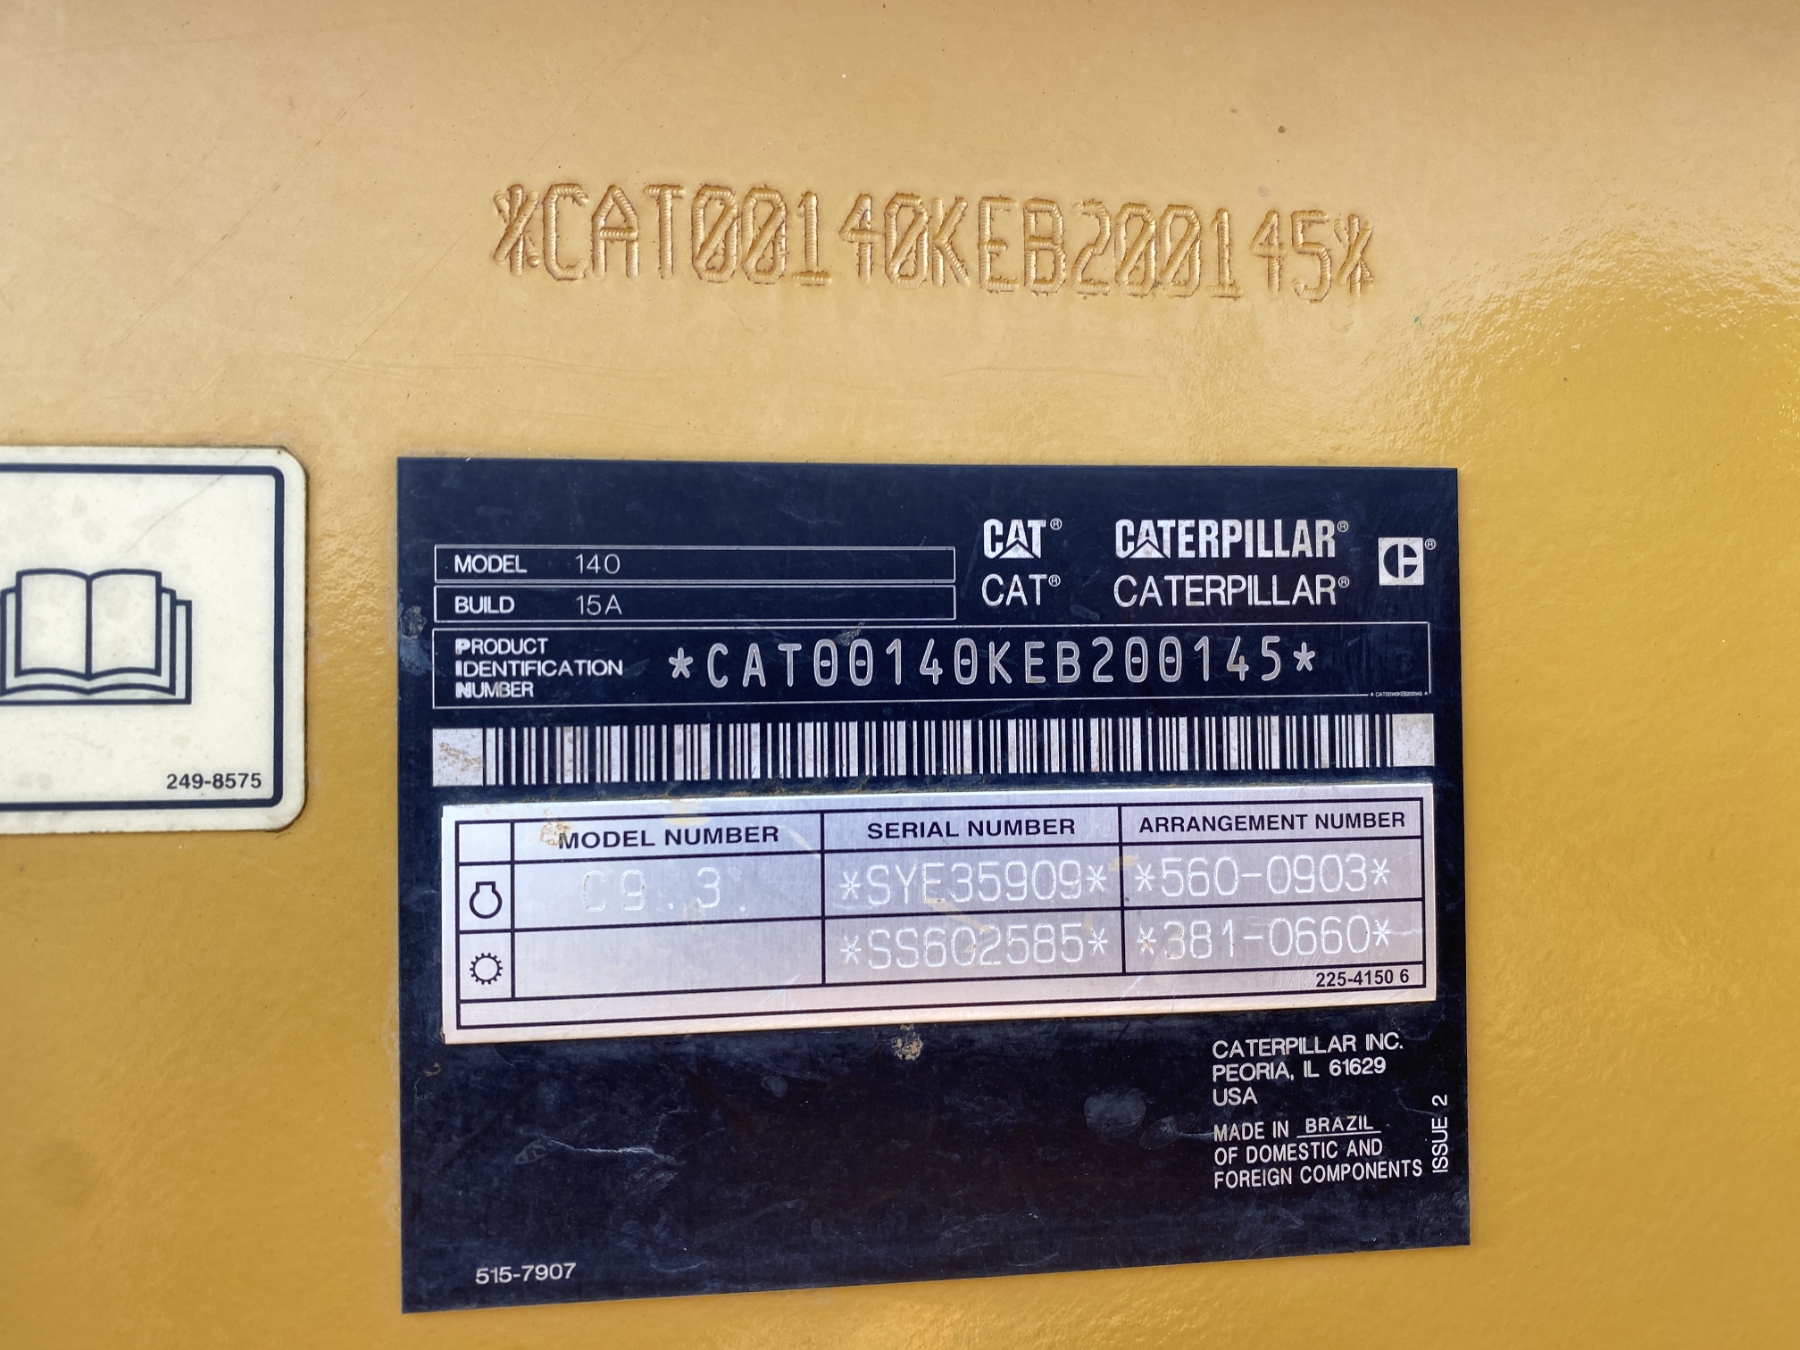 *CAT00140KEB200145*
249-8575
CAT® CATERPILLAR®
CAT® CATERPILLAR®
MODEL 140
BUILD 15A
PRODUCT
IDENTIFICATION
NUMBER
*CAT00140KEB200145*
*CAT00140KEB200145*
MODEL NUMBER SERIAL NUMBER ARRANGEMENT NUMBER
C9.3 *SYE35909* *560-0903*
*SS602585* *381-0660*
225-4150 6
CATERPILLAR INC.
PEORIA, IL 61629
USA
MADE IN BRAZIL
OF DOMESTIC AND
FOREIGN COMPONENTS
ISSUE 2
515-7907